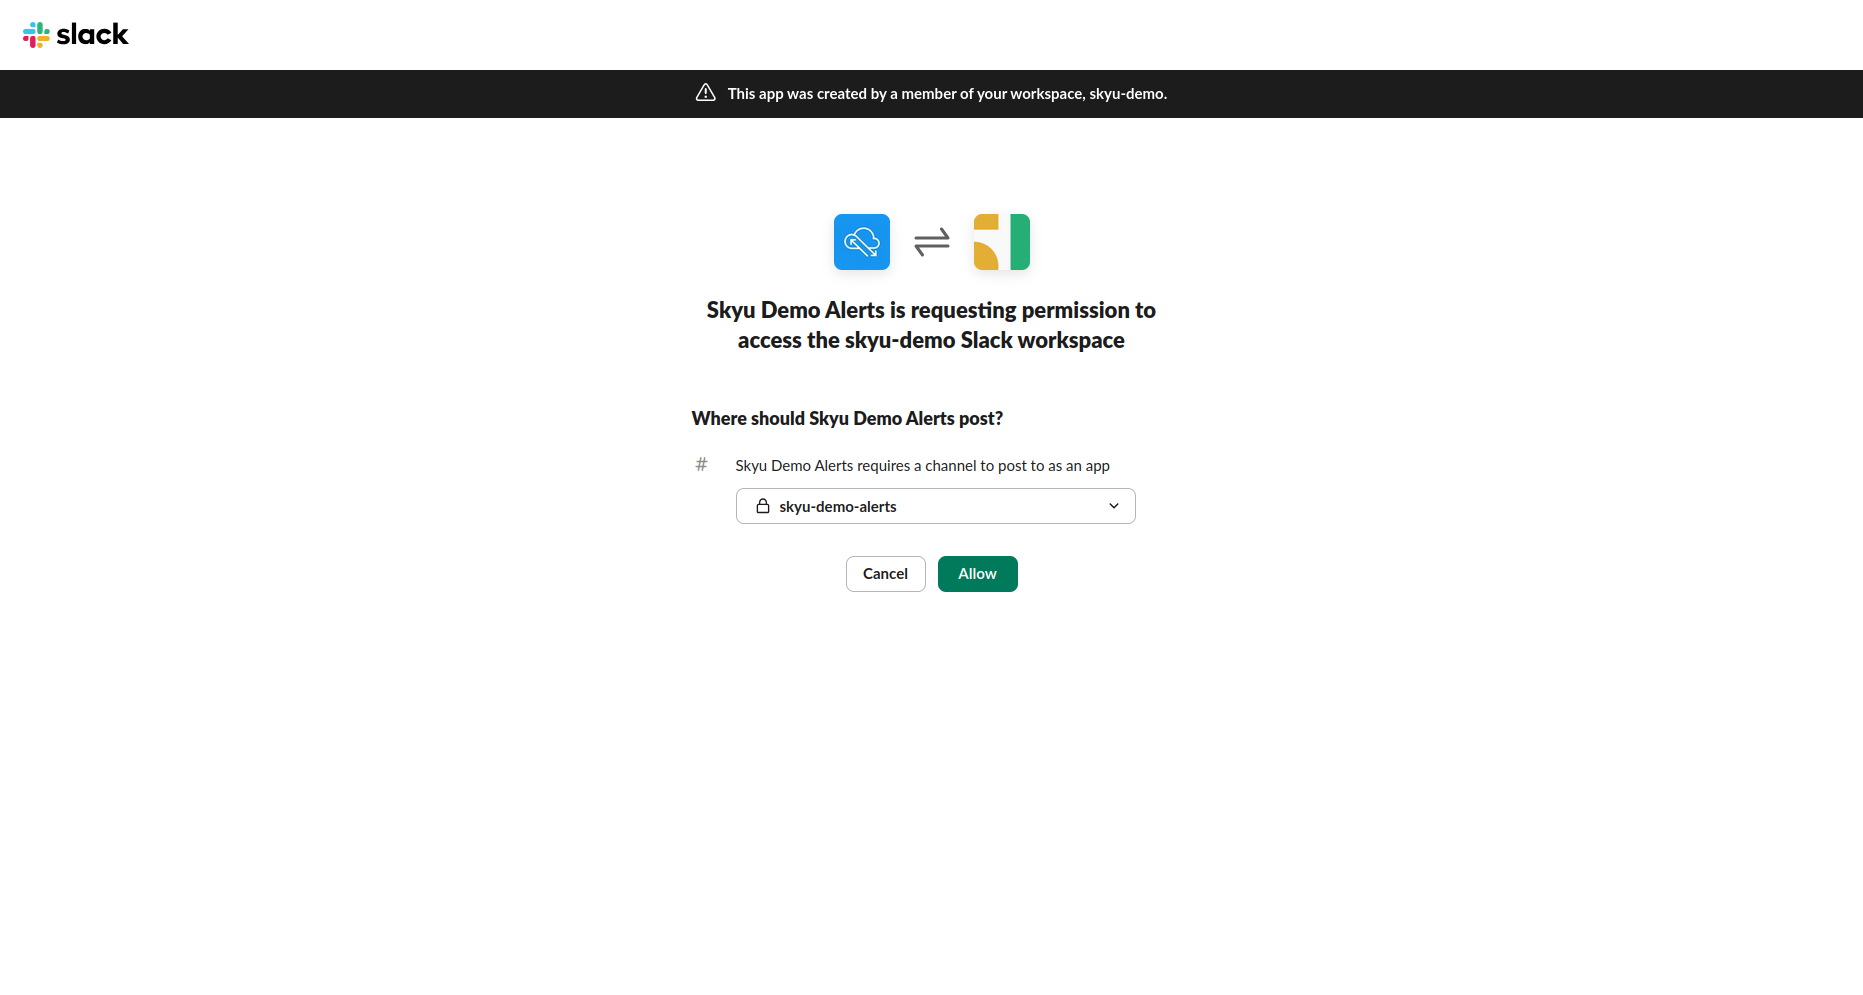 slack
This app was created by a member of your workspace, skyu-demo.
Skyu Demo Alerts is requesting permission to
access the skyu-demo Slack workspace
Where should Skyu Demo Alerts post?
# Skyu Demo Alerts requires a channel to post to as an app
skyu-demo-alerts
Cancel Allow